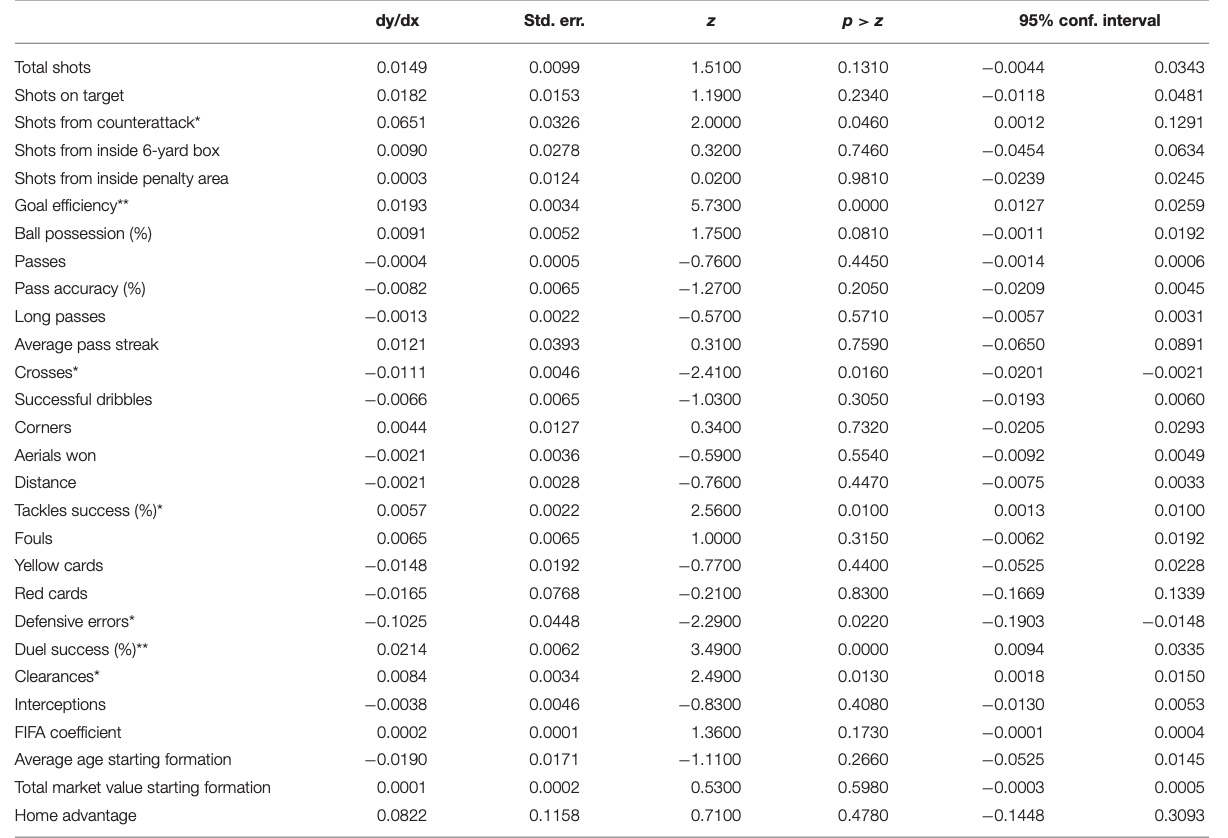 dy/dx Std. err. z p > z 95% conf. interval
Total shots 0.0149 0.0099 1.5100 0.1310 −0.0044 0.0343
Shots on target 0.0182 0.0153 1.1900 0.2340 −0.0118 0.0481
Shots from counterattack* 0.0651 0.0326 2.0000 0.0460 0.0012 0.1291
Shots from inside 6-yard box 0.0090 0.0278 0.3200 0.7460 −0.0454 0.0634
Shots from inside penalty area 0.0003 0.0124 0.0200 0.9810 −0.0239 0.0245
Goal efficiency** 0.0193 0.0034 5.7300 0.0000 0.0127 0.0259
Ball possession (%) 0.0091 0.0052 1.7500 0.0810 −0.0011 0.0192
Passes −0.0004 0.0005 −0.7600 0.4450 −0.0014 0.0006
Pass accuracy (%) −0.0082 0.0065 −1.2700 0.2050 −0.0209 0.0045
Long passes −0.0013 0.0022 −0.5700 0.5710 −0.0057 0.0031
Average pass streak 0.0121 0.0393 0.3100 0.7590 −0.0650 0.0891
Crosses* −0.0111 0.0046 −2.4100 0.0160 −0.0201 −0.0021
Successful dribbles −0.0066 0.0065 −1.0300 0.3050 −0.0193 0.0060
Corners 0.0044 0.0127 0.3400 0.7320 −0.0205 0.0293
Aerials won −0.0021 0.0036 −0.5900 0.5540 −0.0092 0.0049
Distance −0.0021 0.0028 −0.7600 0.4470 −0.0075 0.0033
Tackles success (%)* 0.0057 0.0022 2.5600 0.0100 0.0013 0.0100
Fouls 0.0065 0.0065 1.0000 0.3150 −0.0062 0.0192
Yellow cards −0.0148 0.0192 −0.7700 0.4400 −0.0525 0.0228
Red cards −0.0165 0.0768 −0.2100 0.8300 −0.1669 0.1339
Defensive errors* −0.1025 0.0448 −2.2900 0.0220 −0.1903 −0.0148
Duel success (%)** 0.0214 0.0062 3.4900 0.0000 0.0094 0.0335
Clearances* 0.0084 0.0034 2.4900 0.0130 0.0018 0.0150
Interceptions −0.0038 0.0046 −0.8300 0.4080 −0.0130 0.0053
FIFA coefficient 0.0002 0.0001 1.3600 0.1730 −0.0001 0.0004
Average age starting formation −0.0190 0.0171 −1.1100 0.2660 −0.0525 0.0145
Total market value starting formation 0.0001 0.0002 0.5300 0.5980 −0.0003 0.0005
Home advantage 0.0822 0.1158 0.7100 0.4780 −0.1448 0.3093